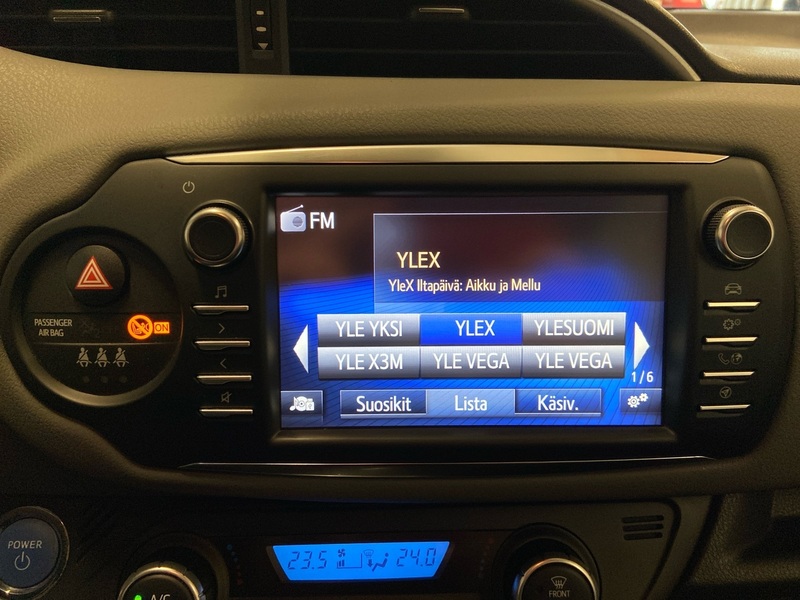 FM
YLEX
YleX Iltapäivä: Aikku ja Mellu
YLE YKSI YLEX YLESUOMI
YLE X3M YLE VEGA YLE VEGA
1/6
Suosikit Lista Käsiv.
PASSENGER
AIR BAG
ON
POWER
23.5 24.0
A/C
FRONT